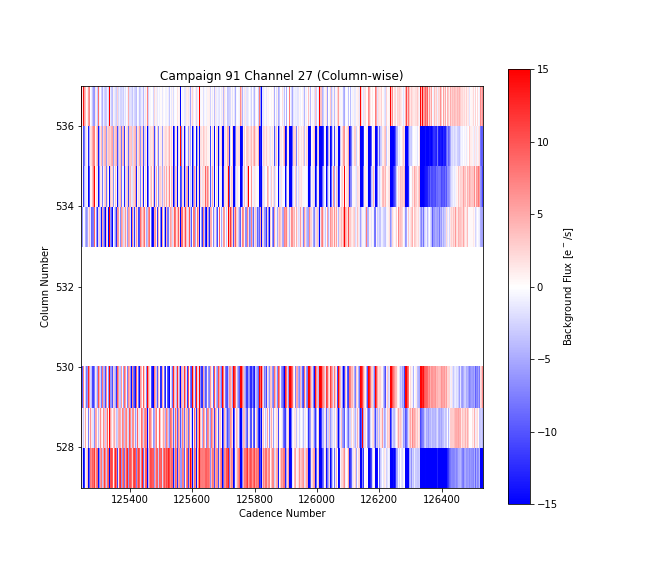 Campaign 91 Channel 27 (Column-wise)
Column Number
536
534
532
530
528
125400 125600 125800 126000 126200 126400
Cadence Number
15
10
5
0
−5
−10
−15
Background Flux [e⁻/s]